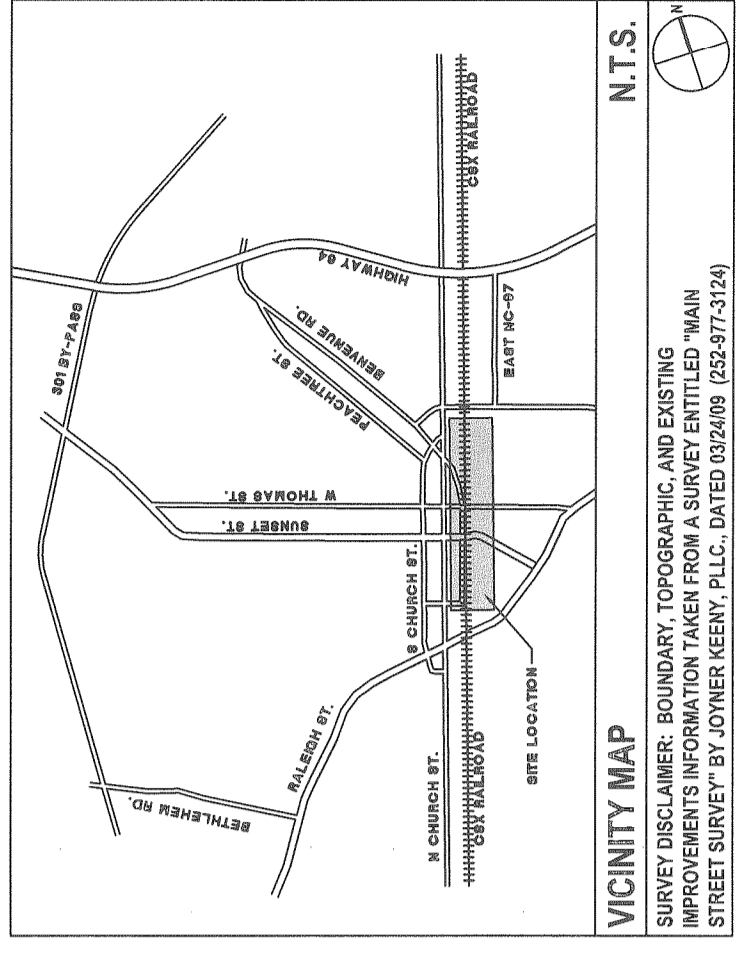 301 BY-PASS
HIGHWAY 64
BENVENUE RD.
PEACHTREE ST.
W THOMAS ST.
SUNSET ST.
S CHURCH ST.
RALEIGH ST.
BETHLEHEM RD.
N CHURCH ST.
CSX RAILROAD
CSX RAILROAD
EAST NC-97
SITE LOCATION
VICINITY MAP
N.T.S.
N
SURVEY DISCLAIMER: BOUNDARY, TOPOGRAPHIC, AND EXISTING
IMPROVEMENTS INFORMATION TAKEN FROM A SURVEY ENTITLED "MAIN
STREET SURVEY" BY JOYNER KEENY, PLLC., DATED 03/24/09 (252-977-3124)